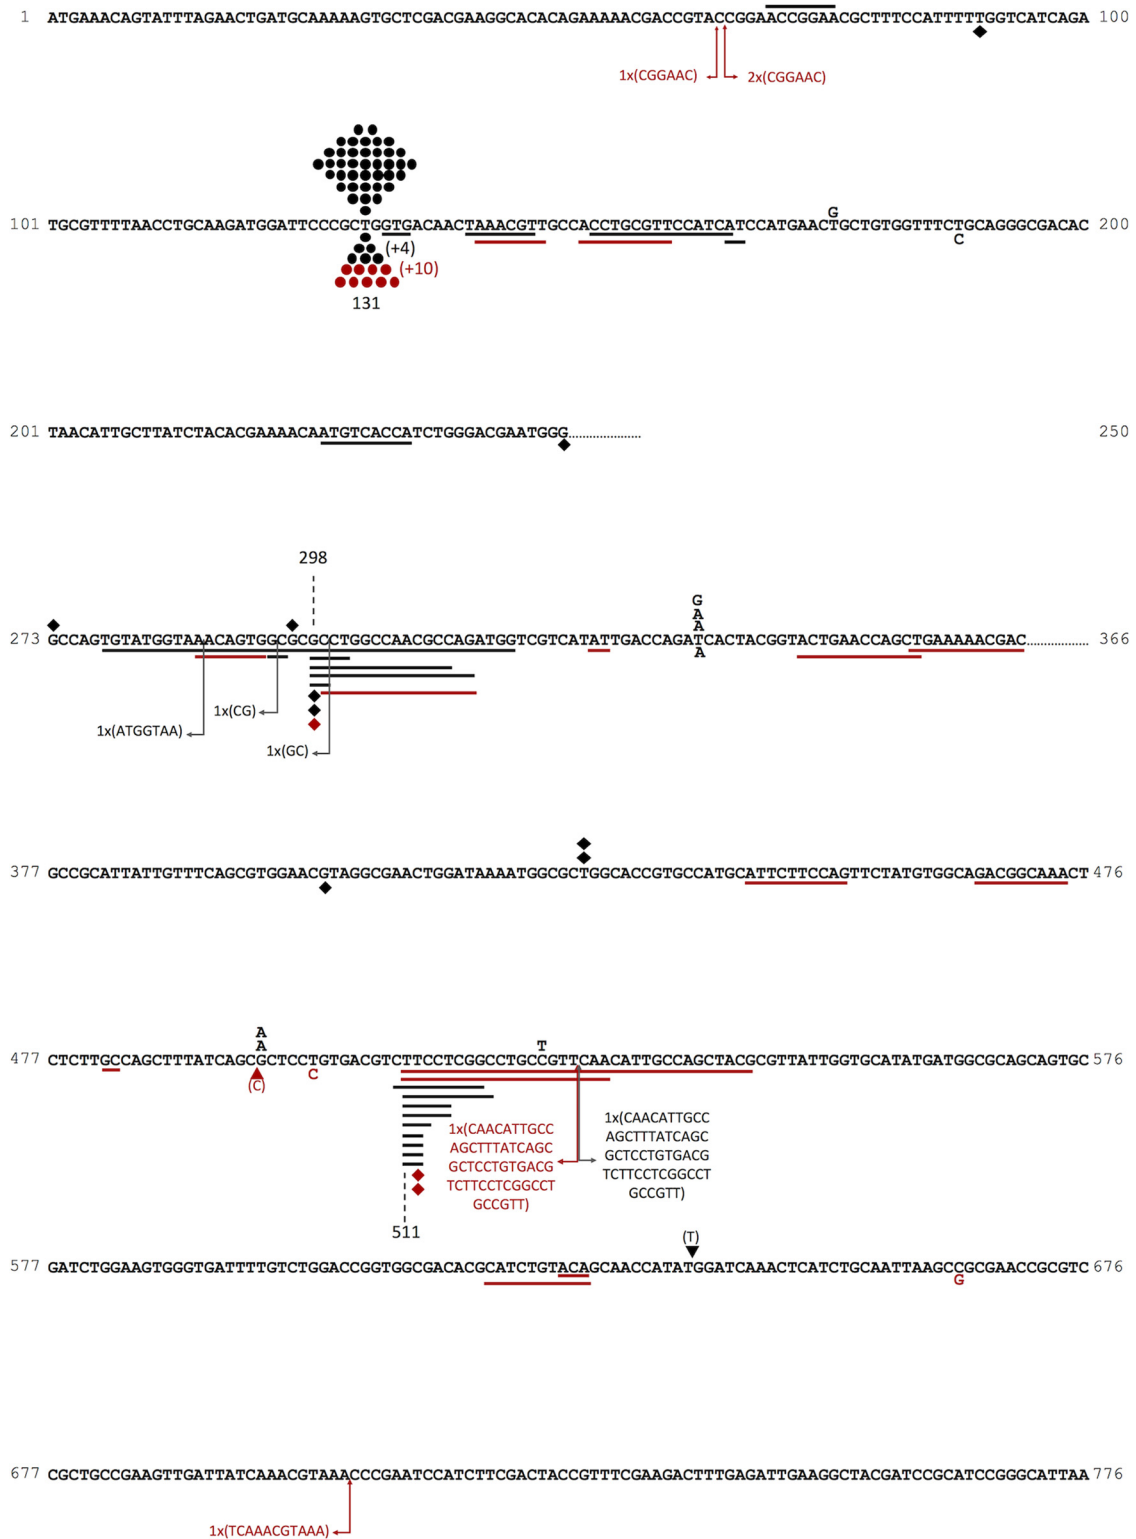 1 ATGAAACAGTATTTAGAACTGATGCAAAAAGTGCTCGACGAAGGCACACAGAAAAACGACCGTACCGGAACCGGAACGCTTTCCATTTTTGGTCATCAGA 100
1x(CGGAAC) 2x(CGGAAC)
G
101 TGCGTTTTAACCTGCAAGATGGATTCCCGCTGGTGACAACTAAACGTTGCCACCTGCGTTCCATCATCCATGAACTGCTGTGGTTTCTGCAGGGCGACAC 200
C
(+4)
(+10)
131
201 TAACATTGCTTATCTACACGAAAACAATGTCACCATCTGGGACGAATGGG..................... 250
298
G
A
A
273 GCCAGTGTATGGTAAACAGTGGCGCGCCTGGCCAACGCCAGATGGTCGTCATATTGACCAGATCACTACGGTACTGAACCAGCTGAAAAACGAC.................. 366
A
1x(CG)
1x(ATGGTAA)
1x(GC)
377 GCCGCATTATTGTTTCAGCGTGGAACGTAGGCGAACTGGATAAAATGGCGCTGGCACCGTGCCATGCATTCTTCCAGTTCTATGTGGCAGACGGCAAACT 476
A
A T
477 CTCTTGCCAGCTTTATCAGCGCTCCTGTGACGTCTTCCTCGGCCTGCCGTTCAACATTGCCAGCTACGCGTTATTGGTGCATATGATGGCGCAGCAGTGC 576
(C) C
1x(CAACATTGCC
AGCTTTATCAGC
GCTCCTGTGACG
TCTTCCTCGGCCT
GCCGTT)
1x(CAACATTGCC
AGCTTTATCAGC
GCTCCTGTGACG
TCTTCCTCGGCCT
GCCGTT)
511
(T)
577 GATCTGGAAGTGGGTGATTTTGTCTGGACCGGTGGCGACACGCATCTGTACAGCAACCATATGGATCAAACTCATCTGCAATTAAGCCGCGAACCGCGTC 676
G
677 CGCTGCCGAAGTTGATTATCAAACGTAAACCCGAATCCATCTTCGACTACCGTTTCGAAGACTTTGAGATTGAAGGCTACGATCCGCATCCGGGCATTAA 776
1x(TCAAACGTAAA)